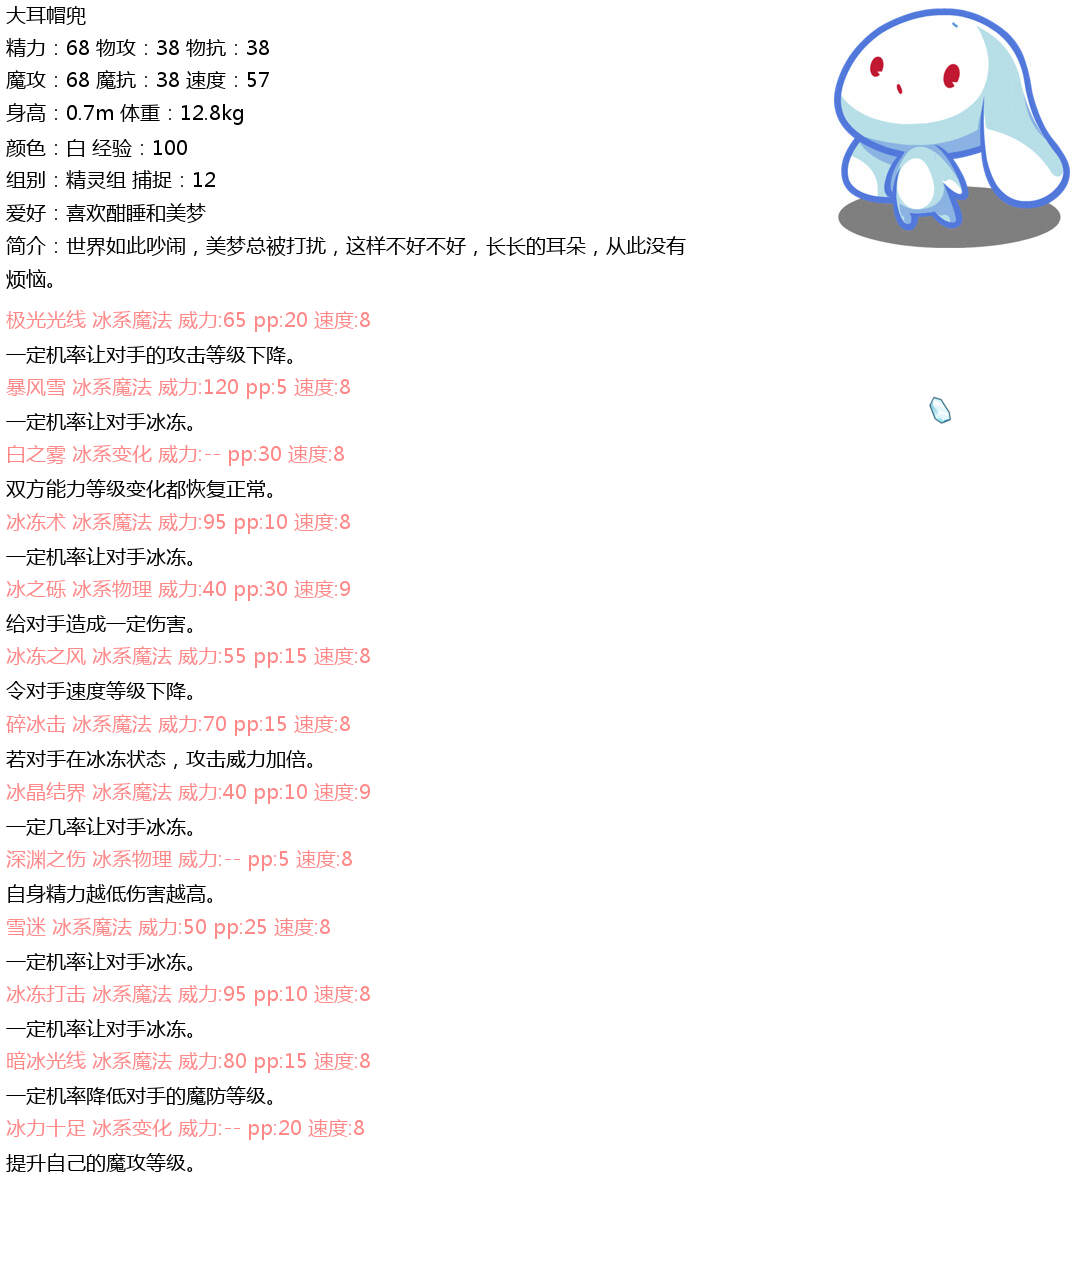 大耳帽兜
精力：68 物攻：38 物抗：38
魔攻：68 魔抗：38 速度：57
身高：0.7m 体重：12.8kg
颜色：白 经验：100
组别：精灵组 捕捉：12
爱好：喜欢酣睡和美梦
简介：世界如此吵闹，美梦总被打扰，这样不好不好，长长的耳朵，从此没有
烦恼。
极光光线 冰系魔法 威力:65 pp:20 速度:8
一定机率让对手的攻击等级下降。
暴风雪 冰系魔法 威力:120 pp:5 速度:8
一定机率让对手冰冻。
白之雾 冰系变化 威力:-- pp:30 速度:8
双方能力等级变化都恢复正常。
冰冻术 冰系魔法 威力:95 pp:10 速度:8
一定机率让对手冰冻。
冰之砾 冰系物理 威力:40 pp:30 速度:9
给对手造成一定伤害。
冰冻之风 冰系魔法 威力:55 pp:15 速度:8
令对手速度等级下降。
碎冰击 冰系魔法 威力:70 pp:15 速度:8
若对手在冰冻状态，攻击威力加倍。
冰晶结界 冰系魔法 威力:40 pp:10 速度:9
一定几率让对手冰冻。
深渊之伤 冰系物理 威力:-- pp:5 速度:8
自身精力越低伤害越高。
雪迷 冰系魔法 威力:50 pp:25 速度:8
一定机率让对手冰冻。
冰冻打击 冰系魔法 威力:95 pp:10 速度:8
一定机率让对手冰冻。
暗冰光线 冰系魔法 威力:80 pp:15 速度:8
一定机率降低对手的魔防等级。
冰力十足 冰系变化 威力:-- pp:20 速度:8
提升自己的魔攻等级。